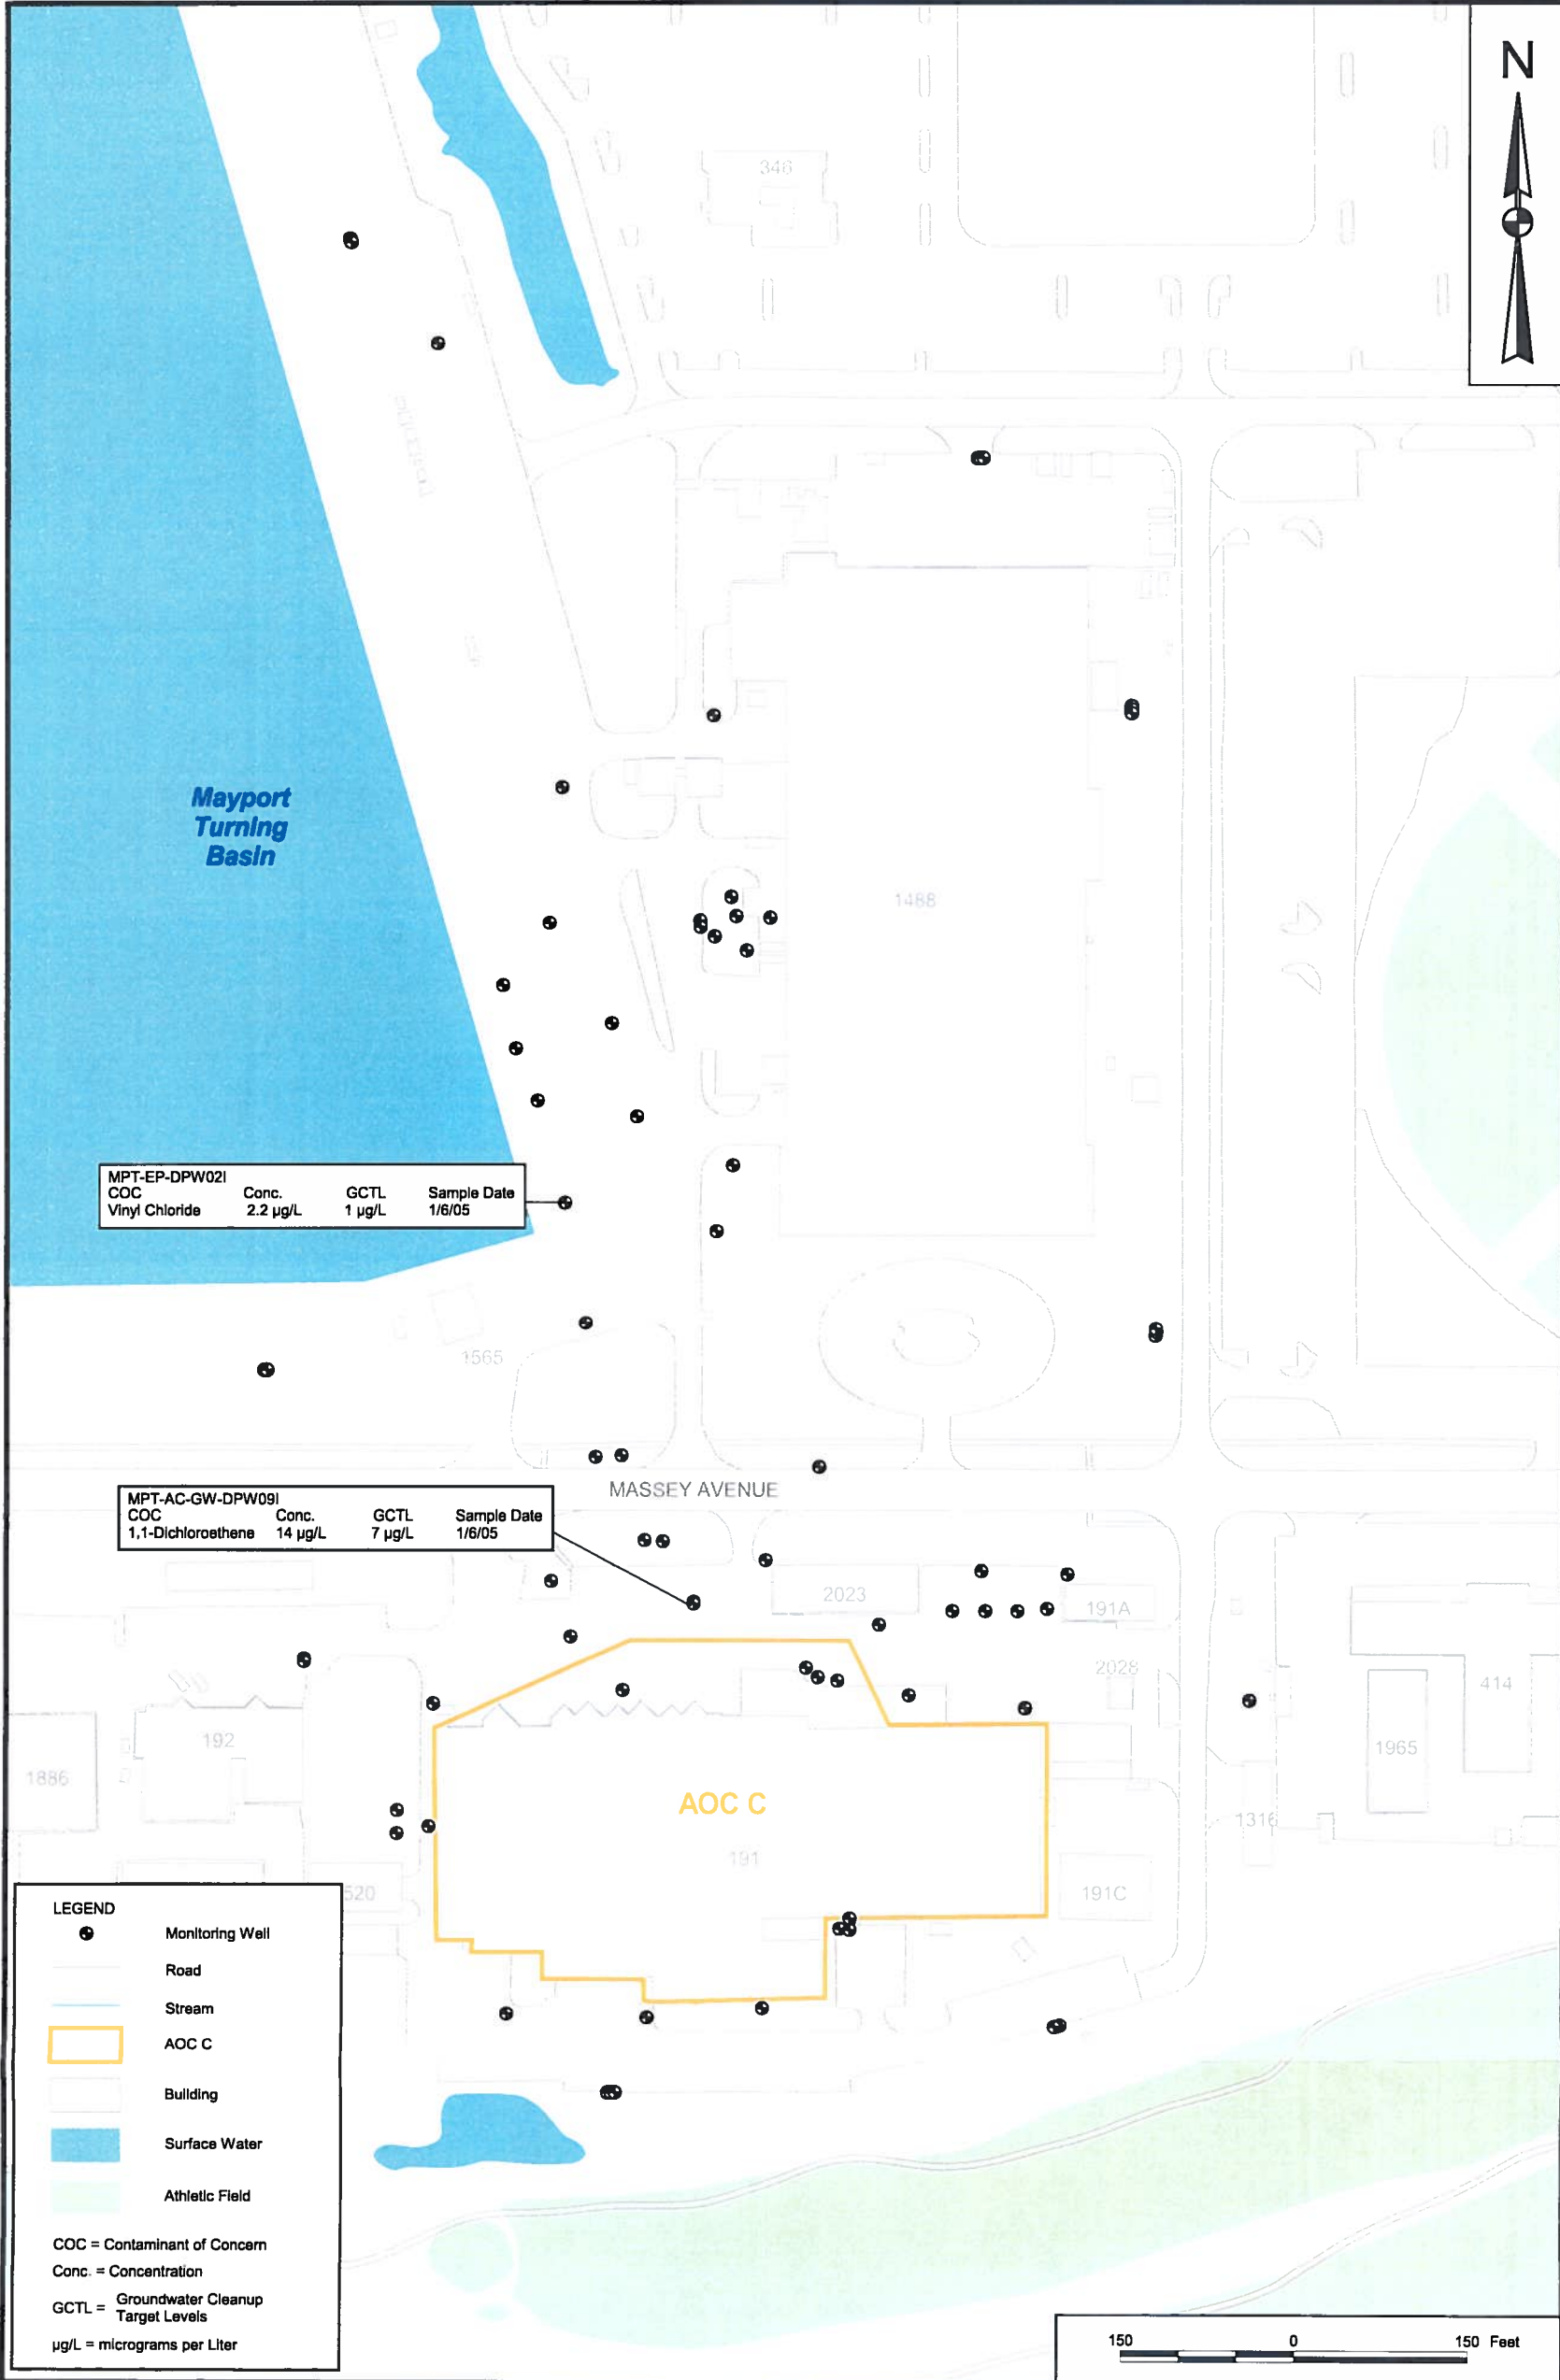 N
346
1488
Mayport
Turning
Basin
MPT-EP-DPW02I
COC Conc. GCTL Sample Date
Vinyl Chloride 2.2 µg/L 1 µg/L 1/6/05
1565
MASSEY AVENUE
MPT-AC-GW-DPW09I
COC Conc. GCTL Sample Date
1,1-Dichloroethene 14 µg/L 7 µg/L 1/6/05
2023
191A
2028
414
192
1965
1886
AOC C
1316
191
520
191C
LEGEND
Monitoring Well
Road
Stream
AOC C
Building
Surface Water
Athletic Field
COC = Contaminant of Concern
Conc. = Concentration
GCTL = Groundwater Cleanup
Target Levels
µg/L = micrograms per Liter
150 0 150 Feet